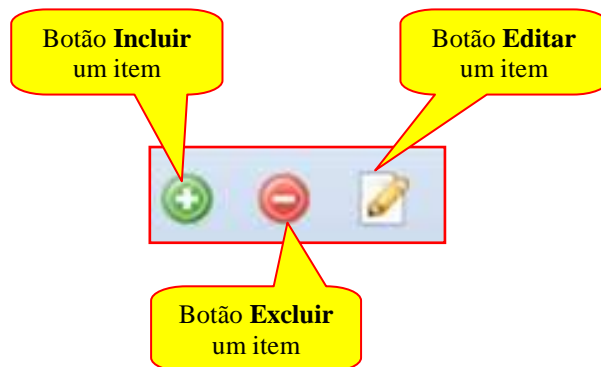 Botão Incluir
um item
Botão Editar
um item
Botão Excluir
um item